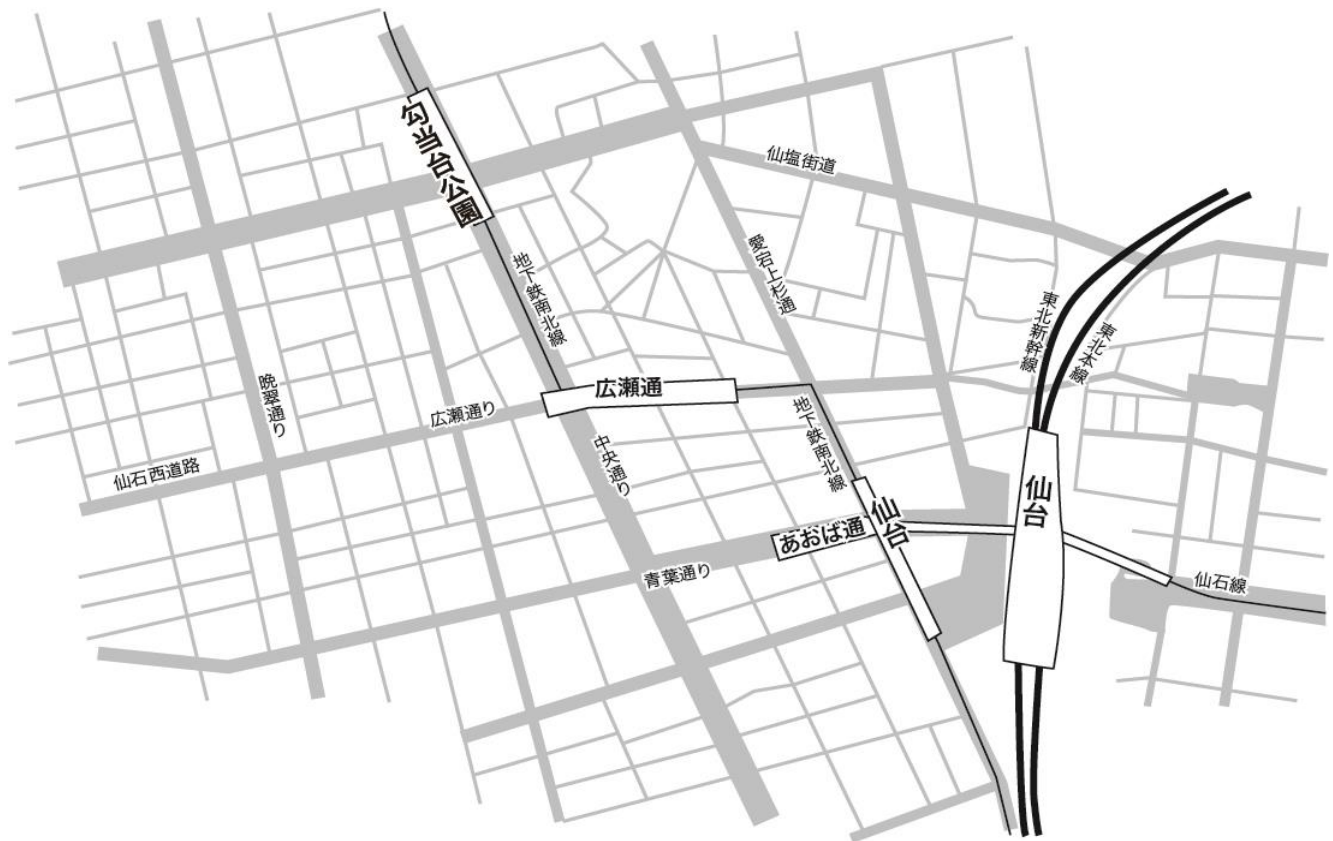 勾当台公園
仙塩街道
愛宕上杉通
地下鉄南北線
東北新幹線
東北本線
晩翠通り
広瀬通り
広瀬通
中央通り
地下鉄南北線
仙石西道路
仙台
仙台
あおば通
青葉通り
仙石線